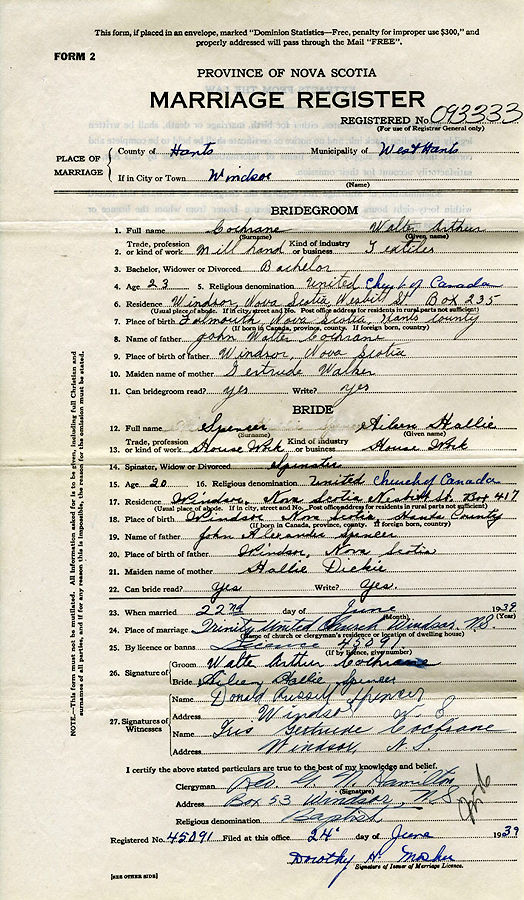 This form, if placed in an envelope, marked "Dominion Statistics—Free, penalty for improper use $300," and
properly addressed will pass through the Mail "FREE".
FORM 2
PROVINCE OF NOVA SCOTIA
MARRIAGE REGISTER
REGISTERED No 093333
(For use of Registrar General only)
PLACE OF MARRIAGE
County of Hants Municipality of West Hants
If in City or Town Windsor
(Name)
BRIDEGROOM
1. Full name Cochrane Walter Arthur
(Surname) (Given name)
2. Trade, profession or kind of work Mill hand Kind of industry or business Textiles
3. Bachelor, Widower or Divorced Bachelor
4. Age 23 5. Religious denomination United Church of Canada
6. Residence Windsor, Nova Scotia, Nesbitt St. Box 235
(Usual place of abode. If in city, street and No. Post office address for residents in rural parts not sufficient)
7. Place of birth Falmouth, Nova Scotia, Hants County
(If born in Canada, province, county. If foreign born, country)
8. Name of father John Walter Cochrane
9. Place of birth of father Windsor, Nova Scotia
10. Maiden name of mother Gertrude Walker
11. Can bridegroom read? yes Write? yes
BRIDE
12. Full name Spencer Aileen Hallie
(Surname) (Given name)
13. Trade, profession or kind of work House Work Kind of industry or business House Work
14. Spinster, Widow or Divorced Spinster
15. Age 20 16. Religious denomination United Church of Canada
17. Residence Windsor, Nova Scotia Nesbitt St. Box 417
(Usual place of abode. If in city, street and No. Post office address for residents in rural parts not sufficient)
18. Place of birth Windsor Nova Scotia, Hants County
(If born in Canada, province, county. If foreign born, country)
19. Name of father John Alexander Spencer
20. Place of birth of father Windsor, Nova Scotia
21. Maiden name of mother Hallie Dickie
22. Can bride read? Yes Write? Yes.
23. When married 22nd day of June 1939
(Month) (Year)
24. Place of marriage Trinity United Church Windsor, N.S.
(Name of church or clergyman's residence or location of dwelling house)
25. By licence or banns Licence 45091
(If by licence, give number)
26. Signature of
Groom Walter Arthur Cochrane
Bride Aileen Hallie Spencer
27. Signatures of Witnesses
Name Donald Russell Spencer
Address Windsor N.S
Name Iris Gertrude Cochrane
Address Windsor, N.S.
I certify the above stated particulars are true to the best of my knowledge and belief.
Clergyman Rev. G. N. Hamilton
(Signature)
Address Box 53 Windsor, N.S
Religious denomination Baptist
Registered No. 45091 Filed at this office 24 day of June 1939
Dorothy H. Mosher
Signature of Issuer of Marriage Licence.
[SEE OTHER SIDE]
NOTE.—This form must not be mutilated. All information asked for is to be given, including full Christian and
surnames of all parties, and if for any reason this is impossible, the reason for the omission must be stated.